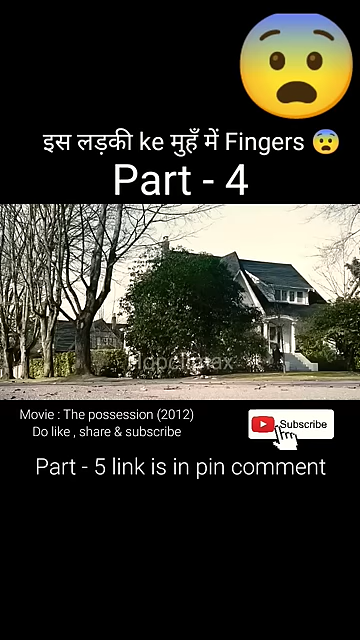 इस लड़की ke मुहँ में Fingers 😨
Part - 4
Movie : The possession (2012)
Do like , share & subscribe
Subscribe
Part - 5 link is in pin comment